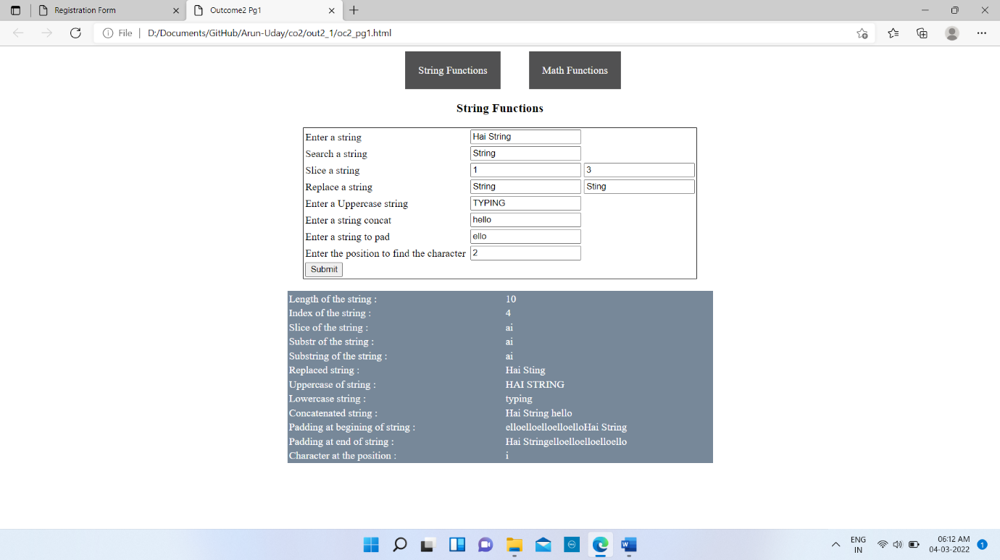 Registration Form
Outcome2 Pg1
File | D:/Documents/GitHub/Arun-Uday/co2/out2_1/oc2_pg1.html
String Functions Math Functions
String Functions
Enter a string Hai String
Search a string String
Slice a string 1 3
Replace a string String Sting
Enter a Uppercase string TYPING
Enter a string concat hello
Enter a string to pad ello
Enter the position to find the character 2
Submit
Length of the string : 10
Index of the string : 4
Slice of the string : ai
Substr of the string : ai
Substring of the string : ai
Replaced string : Hai Sting
Uppercase of string : HAI STRING
Lowercase string : typing
Concatenated string : Hai String hello
Padding at begining of string : elloelloelloelloelloHai String
Padding at end of string : Hai Stringelloelloelloelloello
Character at the position : i
ENG
IN
06:12 AM
04-03-2022
1